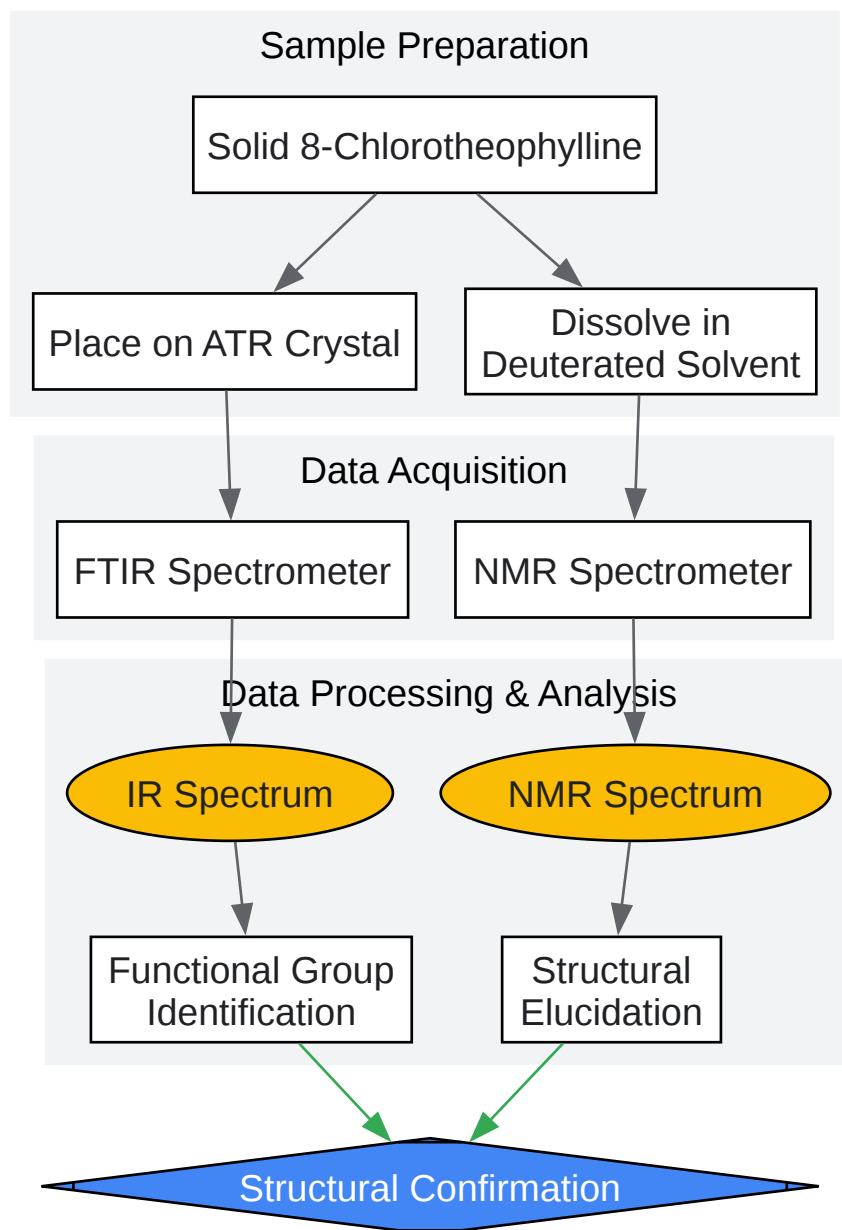 Sample Preparation
Solid 8-Chlorotheophylline
Place on ATR Crystal
Dissolve in
Deuterated Solvent
Data Acquisition
FTIR Spectrometer
NMR Spectrometer
Data Processing & Analysis
IR Spectrum
NMR Spectrum
Functional Group
Identification
Structural
Elucidation
Structural Confirmation